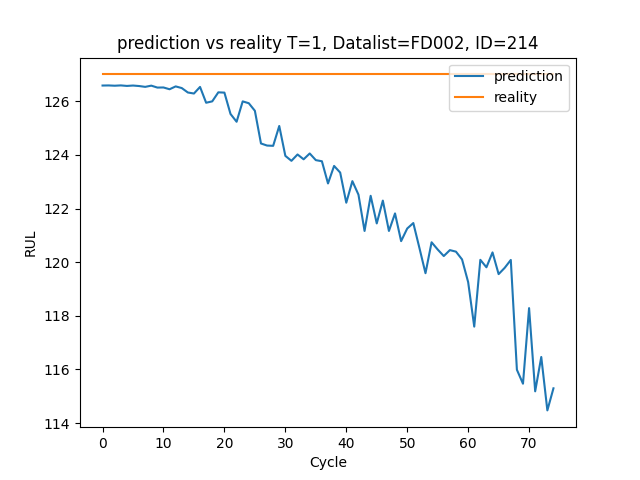 prediction vs reality T=1, Datalist=FD002, ID=214
prediction
reality
126
124
122
120
118
116
114
RUL
0 10 20 30 40 50 60 70
Cycle